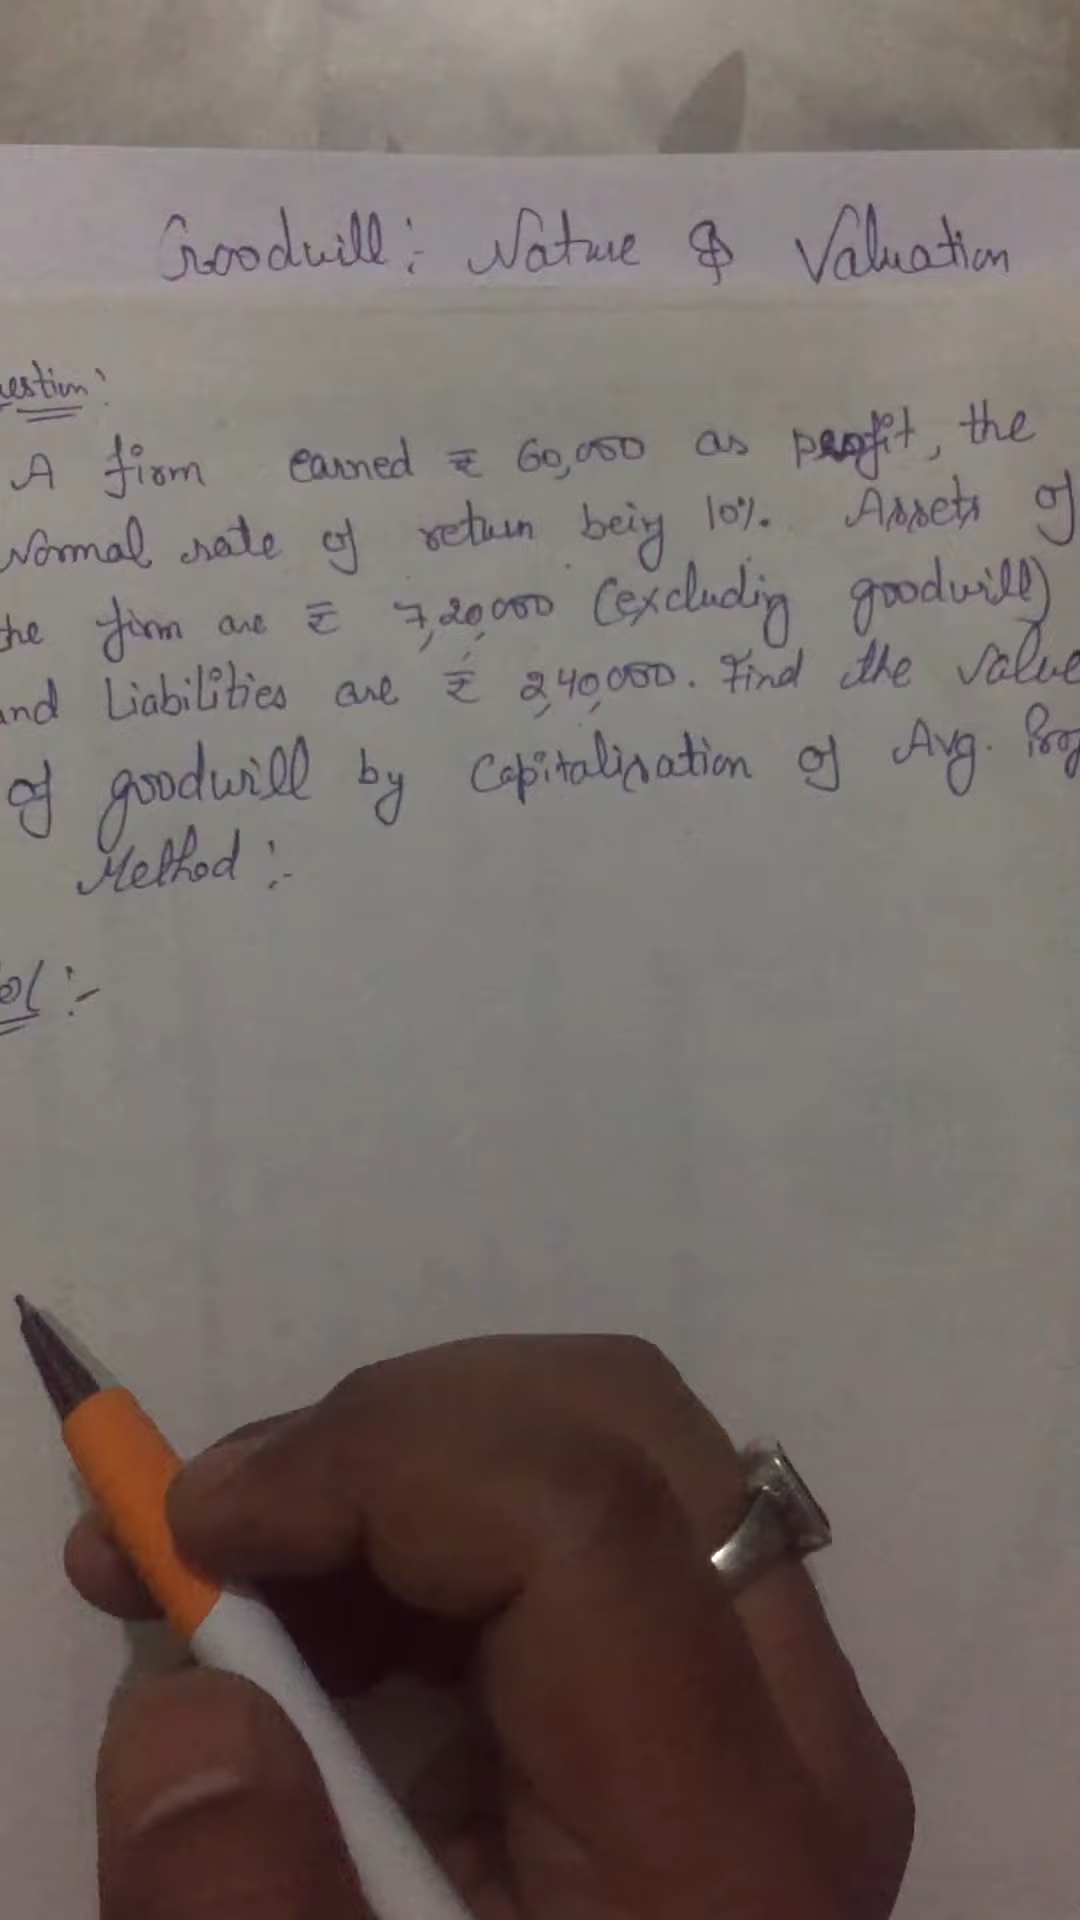 Goodwill: Nature & Valuation
uestion:
A firm earned ₹ 60,000 as profit, the
Normal rate of return being 10%. Assets of
the firm are ₹ 7,20,000 (excluding goodwill)
and Liabilities are ₹ 2,40,000. Find the value
of goodwill by Capitalisation of Avg. Prof
Method :-
ol :-